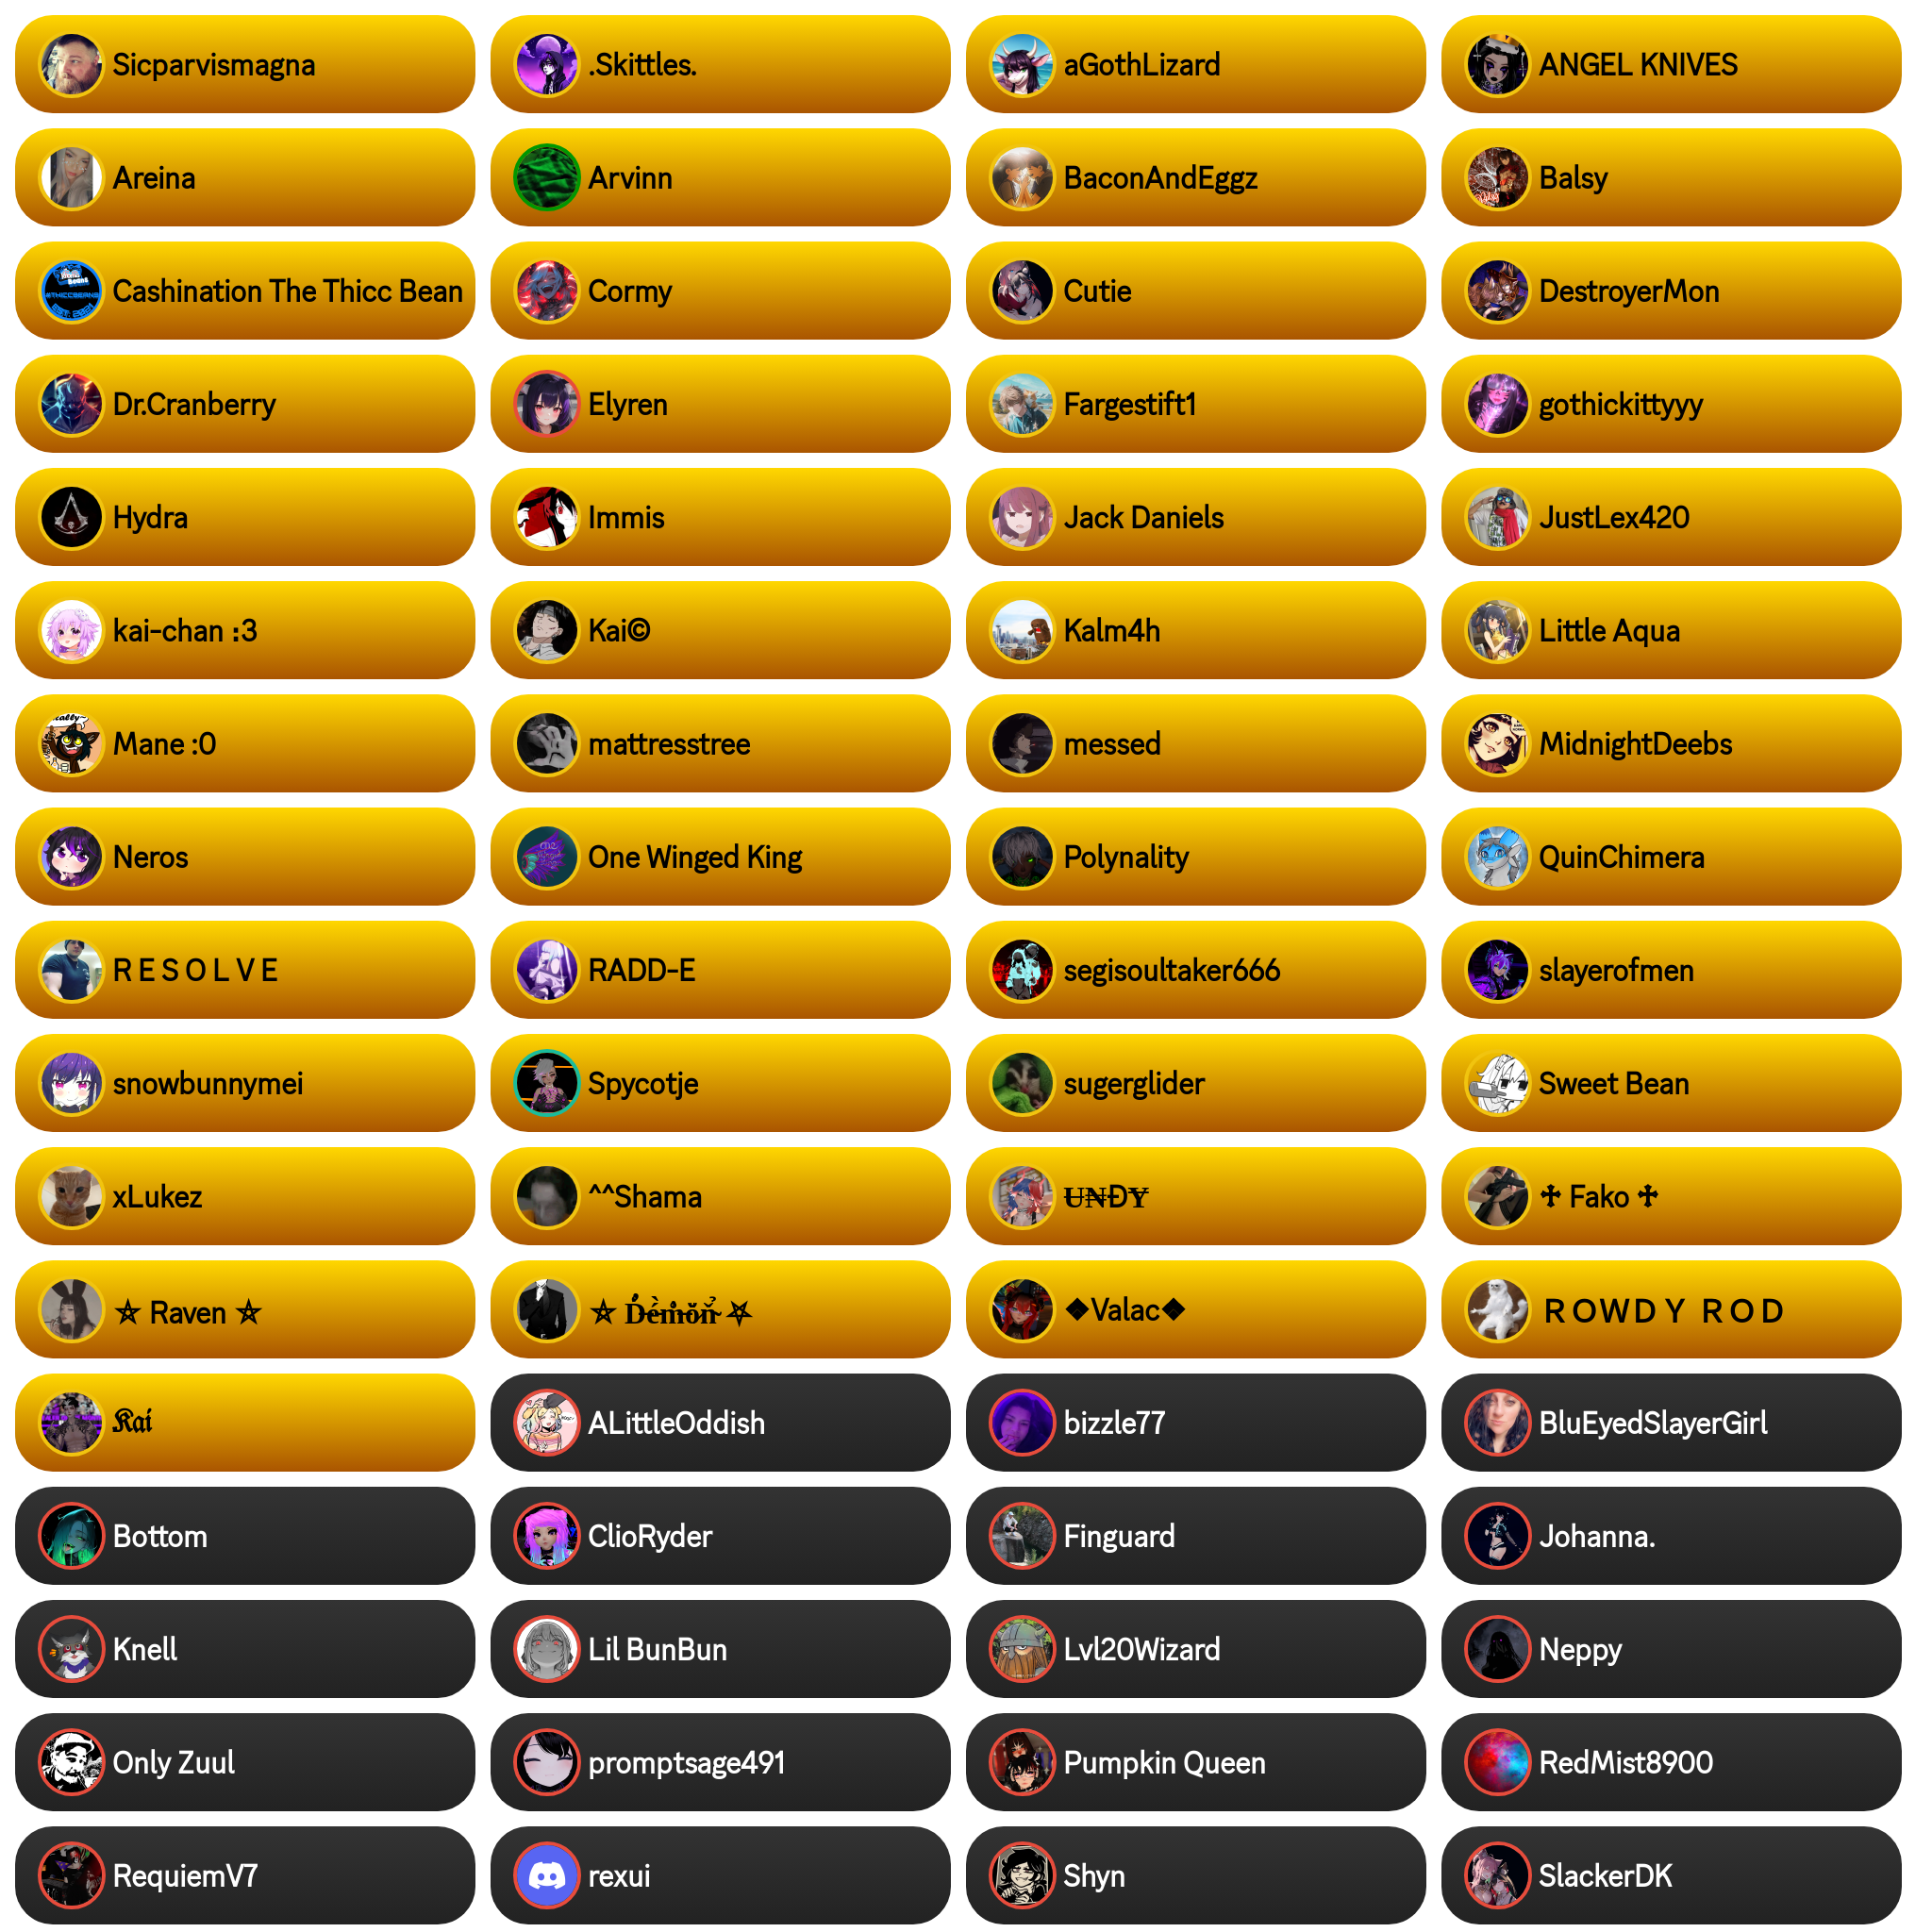 Sicparvismagna
.Skittles.
aGothLizard
ANGEL KNIVES
Areina
Arvinn
BaconAndEggz
Balsy
Cashination The Thicc Bean
Cormy
Cutie
DestroyerMon
Dr.Cranberry
Elyren
Fargestift1
gothickittyyy
Hydra
Immis
Jack Daniels
JustLex420
kai-chan :3
Kai©
Kalm4h
Little Aqua
Mane :0
mattresstree
messed
MidnightDeebs
Neros
One Winged King
Polynality
QuinChimera
R E S O L V E
RADD-E
segisoultaker666
slayerofmen
snowbunnymei
Spycotje
sugerglider
Sweet Bean
xLukez
^^Shama
U̶N̶ĐY̶
✢ Fako ✢
⛧ Raven ⛧
⛧ D̴é̴m̴o̴n̴ ⛧
◆Valac◆
ＲＯＷＤＹ ＲＯＤ
𝕶𝖆𝖎
ALittleOddish
bizzle77
BluEyedSlayerGirl
Bottom
ClioRyder
Finguard
Johanna.
Knell
Lil BunBun
Lvl20Wizard
Neppy
Only Zuul
promptsage491
Pumpkin Queen
RedMist8900
RequiemV7
rexui
Shyn
SlackerDK